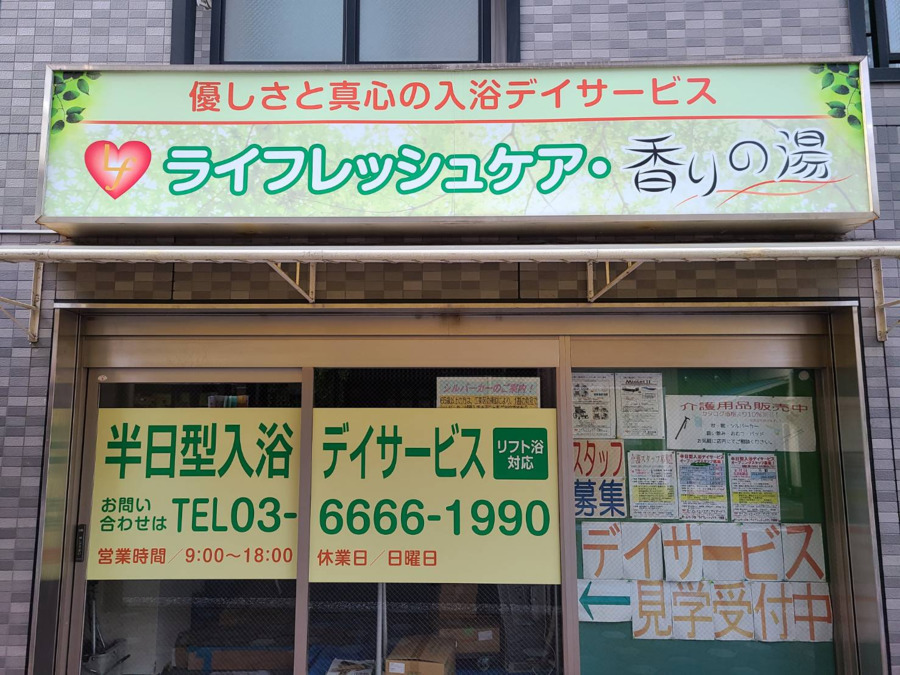 優しさと真心の入浴デイサービス
Lf
ライフレッシュケア・香りの湯
半日型入浴 デイサービス
リフト浴
対応
お問い
合わせは
TEL03-6666-1990
営業時間／9:00〜18:00 休業日／日曜日
シルバーカーのご案内!
介護用品販売中
スタッフ
募集
デイサービス
←見学受付中